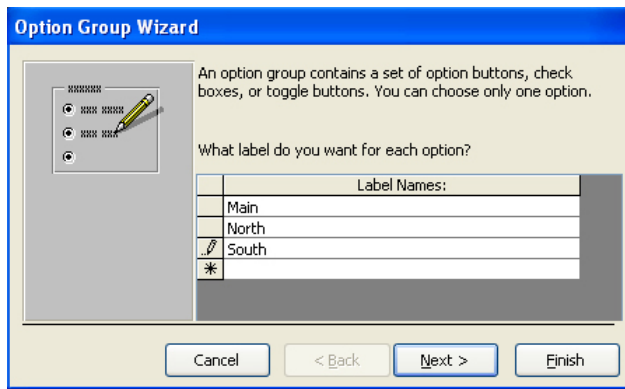 Option Group Wizard
An option group contains a set of option buttons, check
boxes, or toggle buttons. You can choose only one option.
What label do you want for each option?
Label Names:
Main
North
South
Cancel
< Back
Next >
Finish